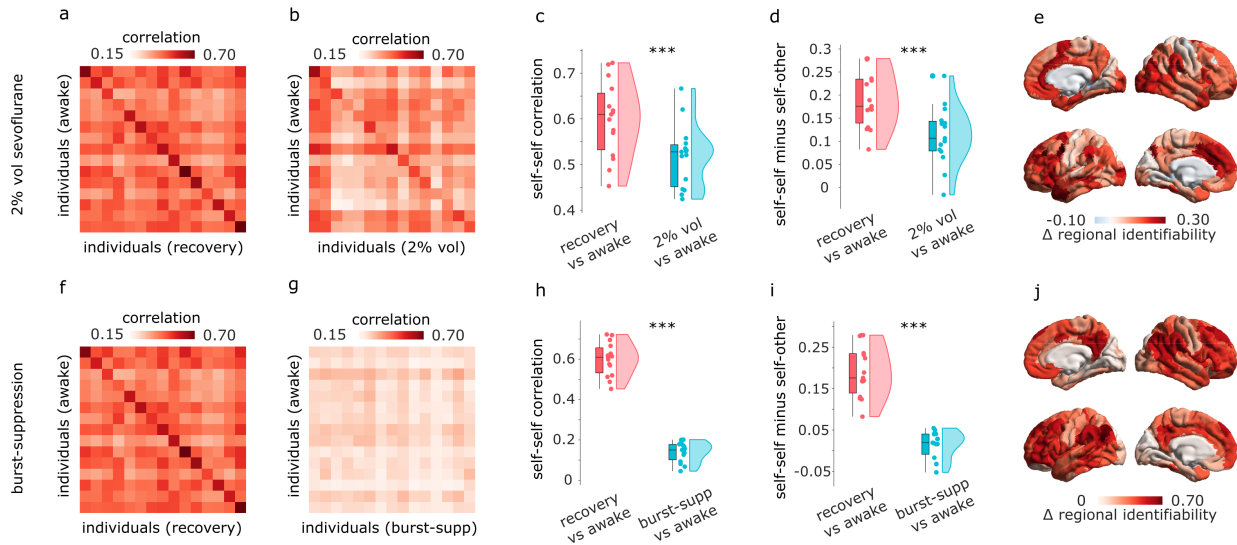 a
b
c
d
e
2% vol sevoflurane
correlation
0.15
0.70
individuals (awake)
individuals (recovery)
correlation
0.15
0.70
individuals (awake)
individuals (2% vol)
***
self-self correlation
0.7
0.6
0.5
0.4
recovery
vs awake
2% vol
vs awake
***
self-self minus self-other
0.3
0.25
0.2
0.15
0.1
0.05
0
recovery
vs awake
2% vol
vs awake
-0.10
0.30
Δ regional identifiability
f
g
h
i
j
burst-suppression
correlation
0.15
0.70
individuals (awake)
individuals (recovery)
correlation
0.15
0.70
individuals (awake)
individuals (burst-supp)
***
self-self correlation
0.6
0.4
0.2
0
recovery
vs awake
burst-supp
vs awake
***
self-self minus self-other
0.25
0.15
0.05
-0.05
recovery
vs awake
burst-supp
vs awake
0
0.70
Δ regional identifiability